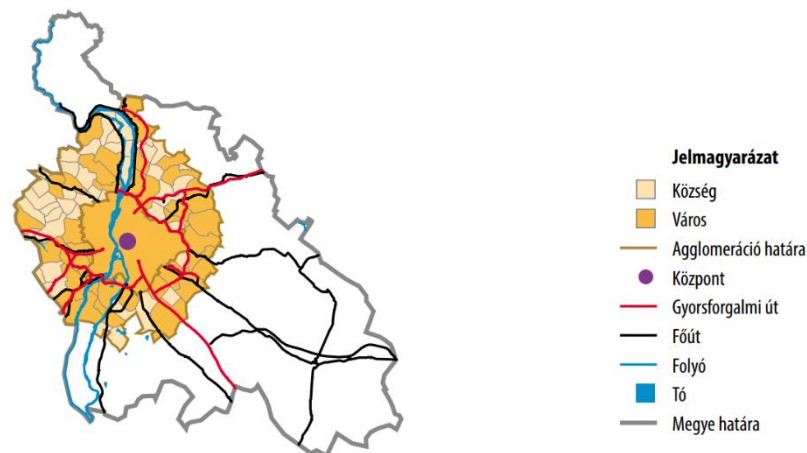 Jelmagyarázat
Község
Város
Agglomeráció határa
Központ
Gyorsforgalmi út
Főút
Folyó
Tó
Megye határa